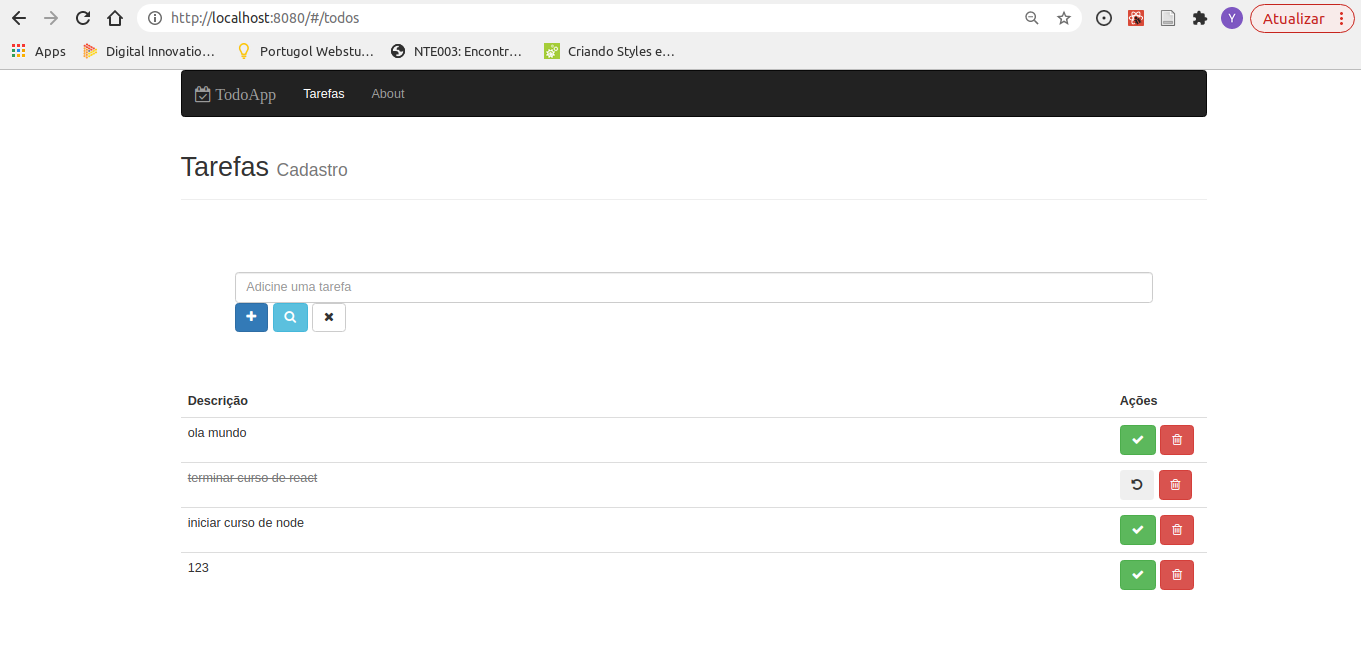 http://localhost:8080/#/todos
Y
Atualizar
Apps
Digital Innovatio...
Portugol Webstu...
NTE003: Encontr...
Criando Styles e...
TodoApp
Tarefas
About
Tarefas Cadastro
Adicine uma tarefa
Descrição
Ações
ola mundo
terminar curso de react
iniciar curso de node
123